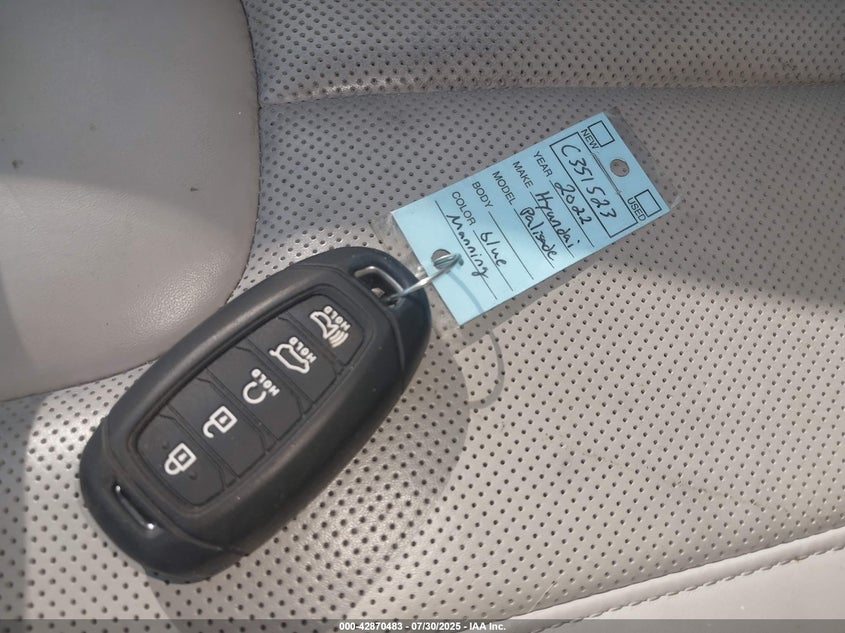 NEW USED
C351523
YEAR 2022
MAKE Hyundai
MODEL Palisade
BODY blue
COLOR Manning
HOLD
HOLD
HOLD
000-42870483 - 07/30/2025 - IAA Inc.